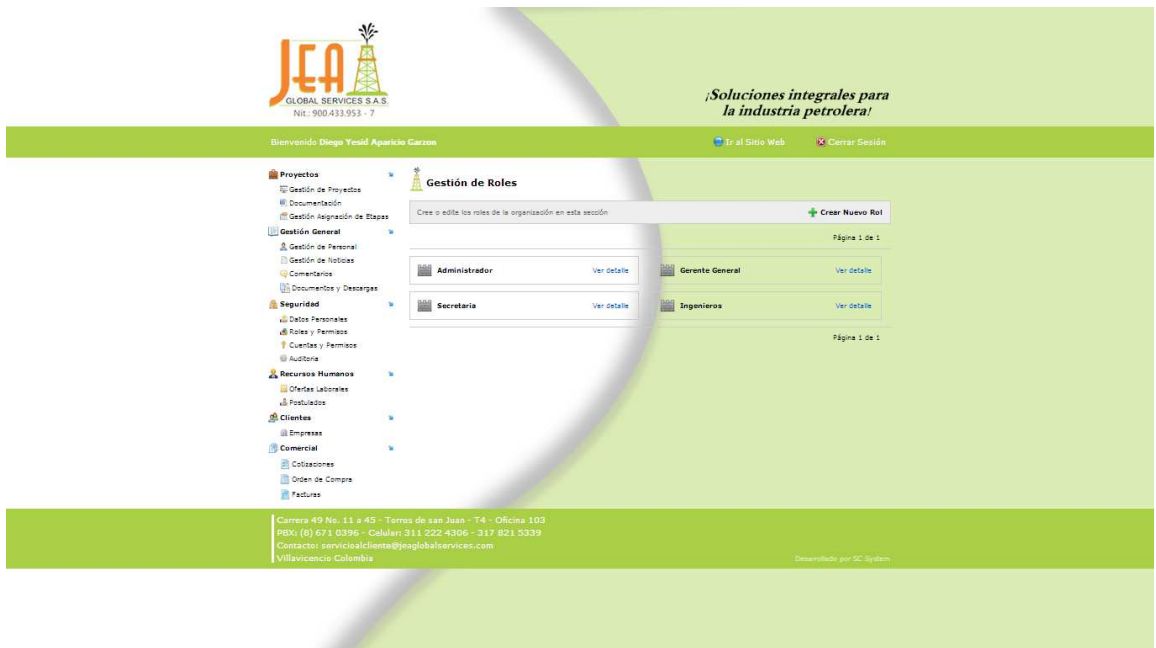 JEA
GLOBAL SERVICES S.A.S.
Nit.: 900.433.953 - 7
¡Soluciones integrales para
la industria petrolera!
Bienvenido Diego Yesid Aparicio Garzon
Ir al Sitio Web
Cerrar Sesión
Proyectos
Gestión de Proyectos
Documentación
Gestión Asignación de Etapas
Gestión General
Gestión de Personal
Gestión de Noticias
Comentarios
Documentos y Descargas
Seguridad
Datos Personales
Roles y Permisos
Cuentas y Permisos
Auditoria
Recursos Humanos
Ofertas Laborales
Postulados
Clientes
Empresas
Comercial
Cotizaciones
Orden de Compra
Facturas
Gestión de Roles
Cree o edite los roles de la organización en esta sección
Crear Nuevo Rol
Página 1 de 1
Administrador Ver detalle
Gerente General Ver detalle
Secretaria Ver detalle
Ingenieros Ver detalle
Página 1 de 1
Carrera 49 No. 11 a 45 - Torres de san Juan - T4 - Oficina 103
PBX: (8) 671 0396 - Celular: 311 222 4306 - 317 821 5339
Contacto: servicioalcliente@jeaglobalservices.com
Villavicencio Colombia
Desarrollado por SC System